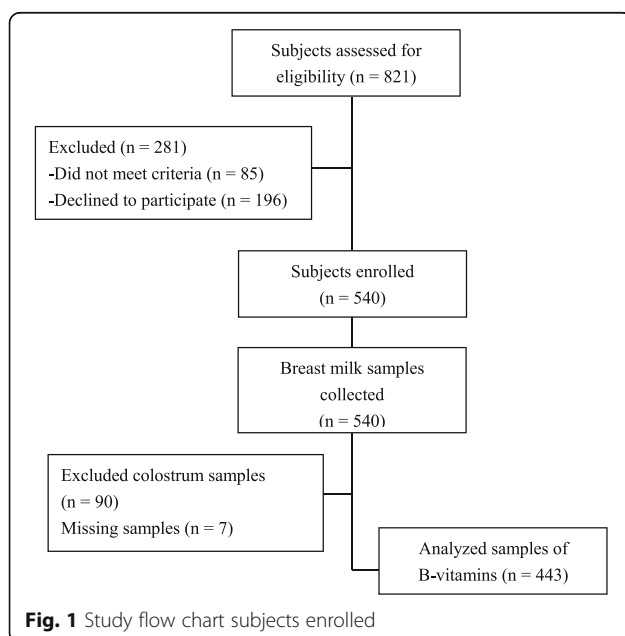 Subjects assessed for
eligibility (n = 821)
Excluded (n = 281)
-Did not meet criteria (n = 85)
-Declined to participate (n = 196)
Subjects enrolled
(n = 540)
Breast milk samples
collected
(n = 540)
Excluded colostrum samples
(n = 90)
Missing samples (n = 7)
Analyzed samples of
B-vitamins (n = 443)
Fig. 1 Study flow chart subjects enrolled